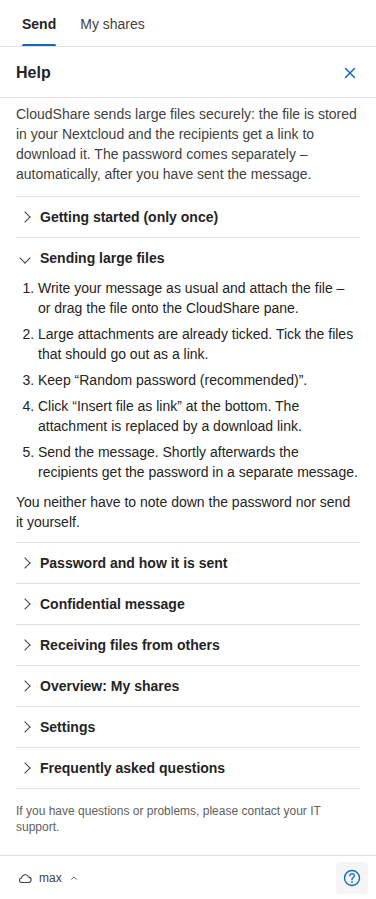 Send My shares
Help
CloudShare sends large files securely: the file is stored
in your Nextcloud and the recipients get a link to
download it. The password comes separately –
automatically, after you have sent the message.
Getting started (only once)
Sending large files
1. Write your message as usual and attach the file –
or drag the file onto the CloudShare pane.
2. Large attachments are already ticked. Tick the files
that should go out as a link.
3. Keep “Random password (recommended)”.
4. Click “Insert file as link” at the bottom. The
attachment is replaced by a download link.
5. Send the message. Shortly afterwards the
recipients get the password in a separate message.
You neither have to note down the password nor send
it yourself.
Password and how it is sent
Confidential message
Receiving files from others
Overview: My shares
Settings
Frequently asked questions
If you have questions or problems, please contact your IT
support.
max